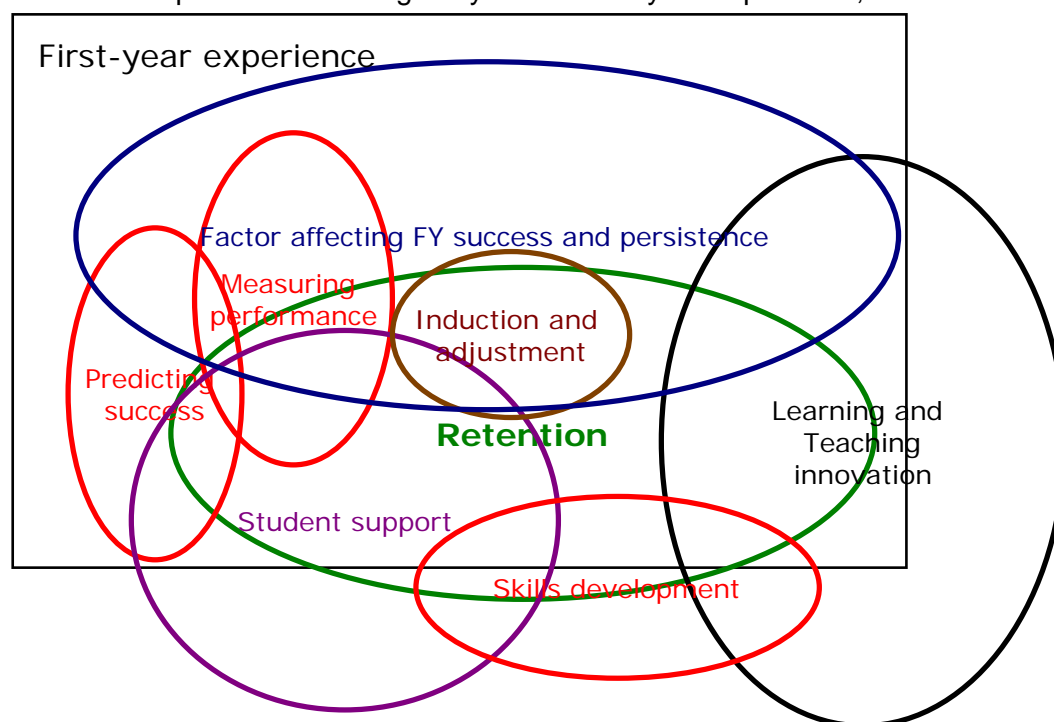 First-year experience
Factor affecting FY success and persistence
Measuring
performance
Induction and
adjustment
Predicting
success
Learning and
Teaching
innovation
Retention
Student support
Skills development